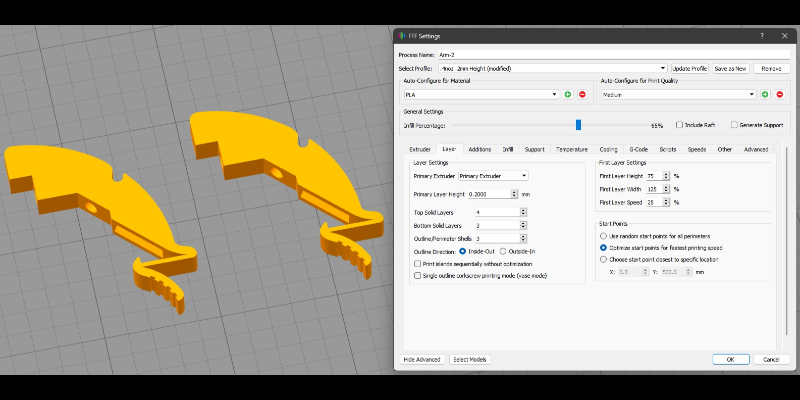 FFF Settings
?
Process Name: Arm-2
Select Profile: .4noz .2mm Height (modified) Update Profile Save as New Remove
Auto-Configure for Material Auto-Configure for Print Quality
PLA Medium
General Settings
Infill Percentage: 65% Include Raft Generate Support
Extruder Layer Additions Infill Support Temperature Cooling G-Code Scripts Speeds Other Advanced
Layer Settings First Layer Settings
Primary Extruder Primary Extruder First Layer Height 75 %
First Layer Width 125 %
Primary Layer Height 0.2000 mm
First Layer Speed 25 %
Top Solid Layers 4
Bottom Solid Layers 3 Start Points
Outline/Perimeter Shells 3 Use random start points for all perimeters
Outline Direction: Inside-Out Outside-In Optimize start points for fastest printing speed
Print islands sequentially without optimization Choose start point closest to specific location
Single outline corkscrew printing mode (vase mode) X: 0.0 Y: 500.0 mm
Hide Advanced Select Models OK Cancel